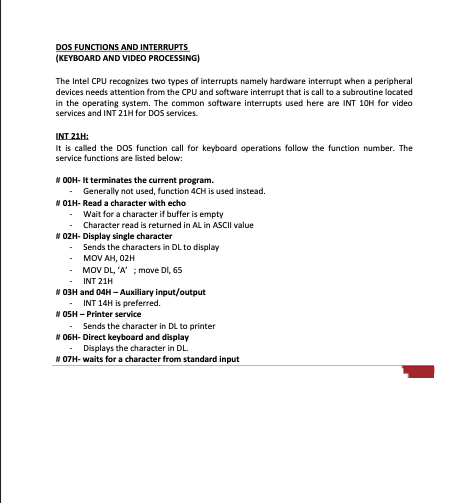 DOS FUNCTIONS AND INTERRUPTS
(KEYBOARD AND VIDEO PROCESSING)
The Intel CPU recognizes two types of interrupts namely hardware interrupt when a peripheral
devices needs attention from the CPU and software interrupt that is call to a subroutine located
in the operating system. The common software interrupts used here are INT 10H for video
services and INT 21H for DOS services.
INT 21H:
It is called the DOS function call for keyboard operations follow the function number. The
service functions are listed below:
# 00H- It terminates the current program.
- Generally not used, function 4CH is used instead.
# 01H- Read a character with echo
- Wait for a character if buffer is empty
- Character read is returned in AL in ASCII value
# 02H- Display single character
- Sends the characters in DL to display
- MOV AH, 02H
- MOV DL, ‘A’ ; move Dl, 65
- INT 21H
# 03H and 04H – Auxiliary input/output
- INT 14H is preferred.
# 05H – Printer service
- Sends the character in DL to printer
# 06H- Direct keyboard and display
- Displays the character in DL.
# 07H- waits for a character from standard input